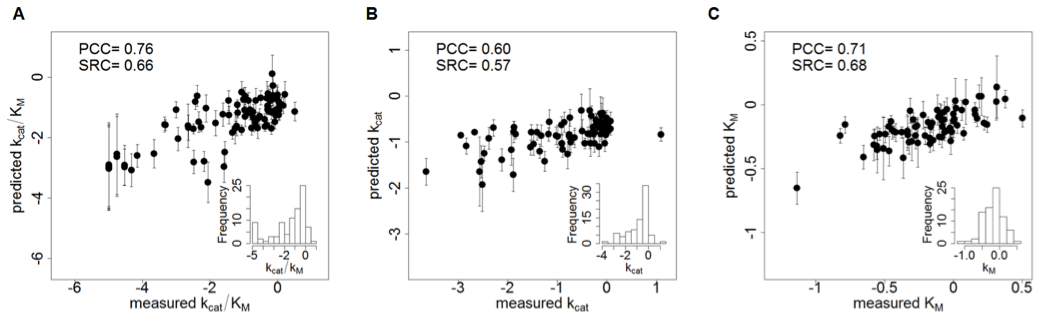 A
PCC= 0.76
SRC= 0.66
predicted kcat/KM
0
-2
-4
-6
-6
-4
-2
0
measured kcat/KM
Frequency
0
5
15
25
-5
-2
0
kcat/kM
B
PCC= 0.60
SRC= 0.57
predicted kcat
1
0
-1
-2
-3
-3
-2
-1
0
1
measured kcat
Frequency
0
15
30
-4
-2
0
kcat
C
PCC= 0.71
SRC= 0.68
predicted KM
0.5
0
-0.5
-1
-1
-0.5
0
0.5
measured KM
Frequency
0
5
15
25
-1.0
0.0
kM